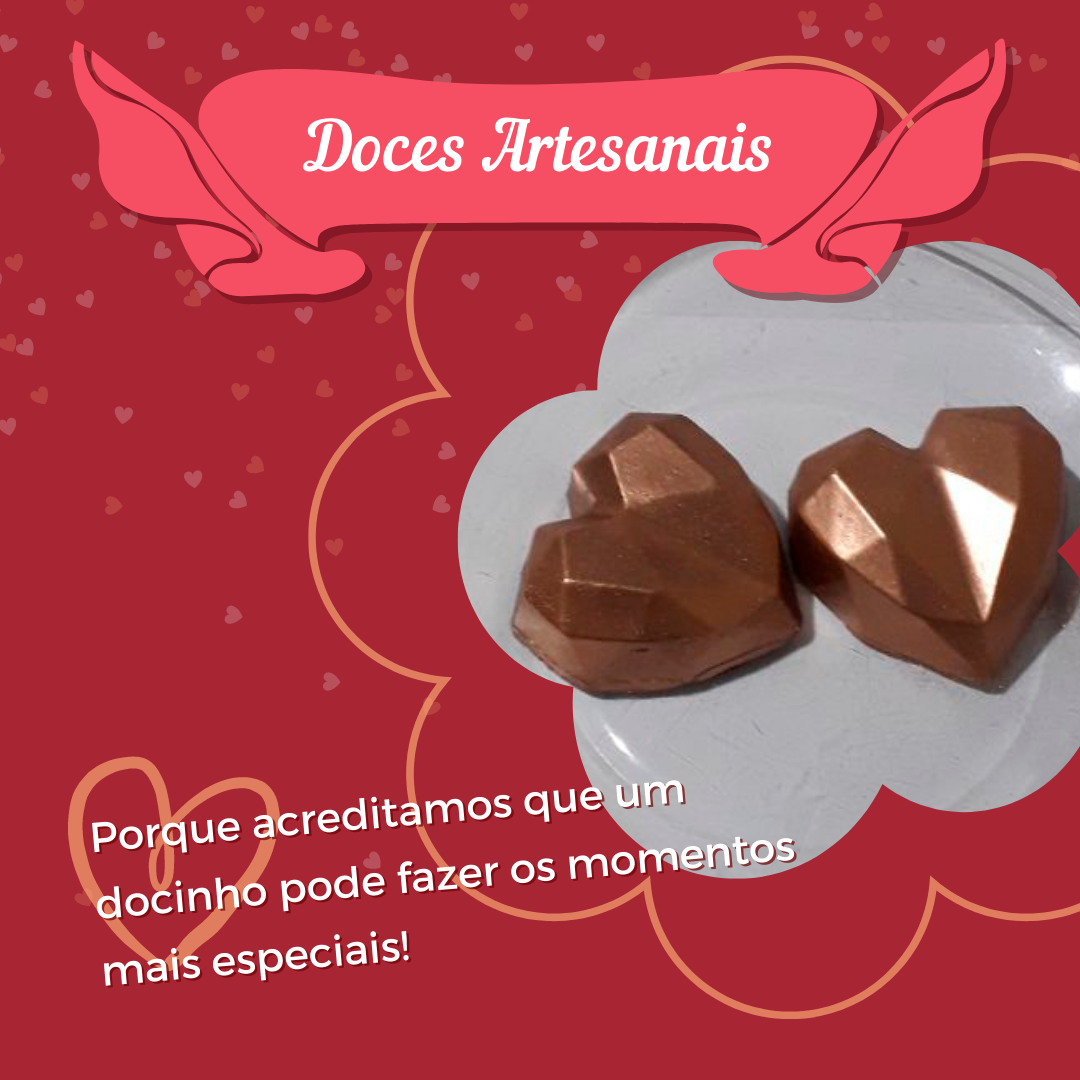 Doces Artesanais
Porque acreditamos que um
docinho pode fazer os momentos
mais especiais!